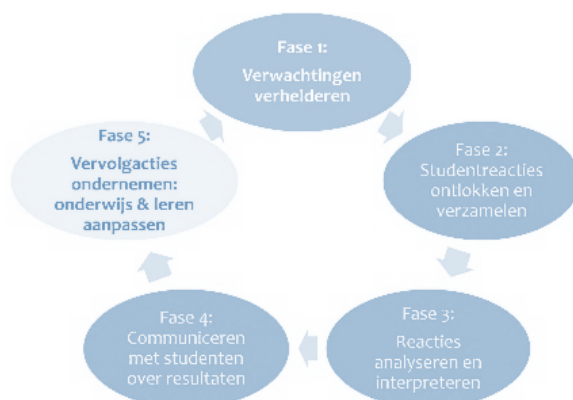 Fase 1:
Verwachtingen
verhelderen
Fase 2:
Studentreacties
ontlokken en
verzamelen
Fase 3:
Reacties
analyseren en
interpreteren
Fase 4:
Communiceren
met studenten
over resultaten
Fase 5:
Vervolgacties
ondernemen:
onderwijs & leren
aanpassen